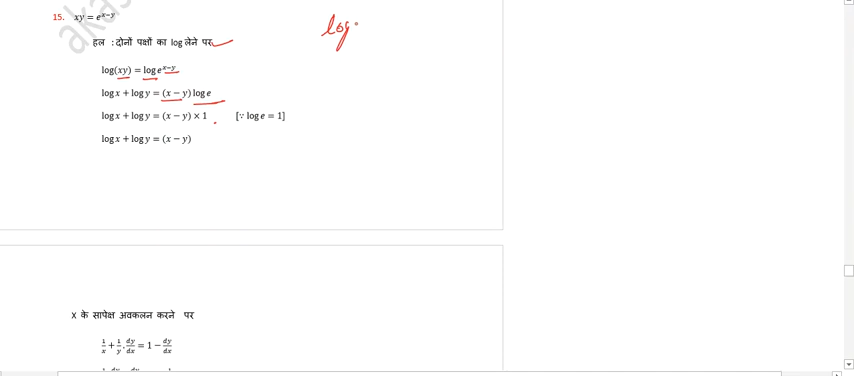 15. xy = e^{x−y}
log
हल : दोनों पक्षों का log लेने पर
log(xy) = log e^{x−y}
log x + log y = (x − y) log e
log x + log y = (x − y) × 1 [∵ log e = 1]
log x + log y = (x − y)
X के सापेक्ष अवकलन करने पर
1/x + 1/y . dy/dx = 1 − dy/dx